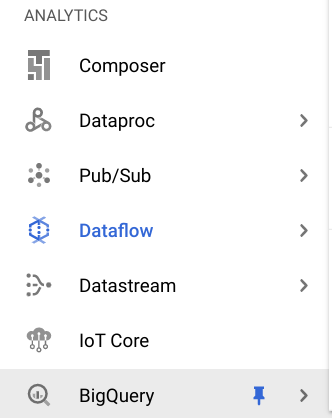 ANALYTICS
Composer
Dataproc
Pub/Sub
Dataflow
Datastream
IoT Core
BigQuery